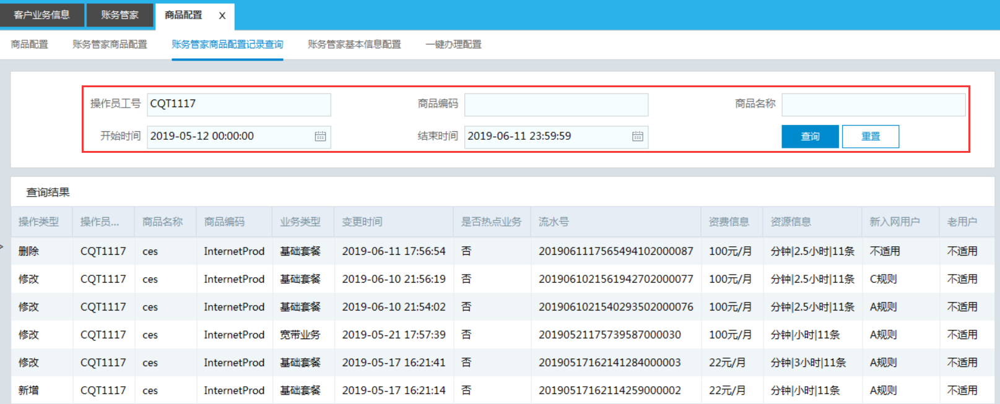 客户业务信息 账务管家 商品配置 X
商品配置 账务管家商品配置 账务管家商品配置记录查询 账务管家基本信息配置 一键办理配置
操作员工号 CQT1117 商品编码 商品名称
开始时间 2019-05-12 00:00:00 结束时间 2019-06-11 23:59:59 查询 重置
查询结果
操作类型 操作员... 商品名称 商品编码 业务类型 变更时间 是否热点业务 流水号 资费信息 资源信息 新入网用户 老用户
删除 CQT1117 ces InternetProd 基础套餐 2019-06-11 17:56:54 否 2019061117565494102000087 100元/月 分钟|2.5小时|11条 不适用 不适用
修改 CQT1117 ces InternetProd 基础套餐 2019-06-10 21:56:19 否 2019061021561942702000077 100元/月 分钟|2.5小时|11条 C规则 不适用
修改 CQT1117 ces InternetProd 基础套餐 2019-06-10 21:54:02 否 2019061021540293502000076 100元/月 分钟|2.5小时|11条 A规则 不适用
修改 CQT1117 ces InternetProd 宽带业务 2019-05-21 17:57:39 否 20190521175739587000030 100元/月 分钟|小时|11条 A规则 不适用
修改 CQT1117 ces InternetProd 基础套餐 2019-05-17 16:21:41 否 20190517162141284000003 22元/月 分钟|3小时|11条 A规则 不适用
新增 CQT1117 ces InternetProd 基础套餐 2019-05-17 16:21:14 否 20190517162114259000002 22元/月 分钟|小时|11条 A规则 不适用